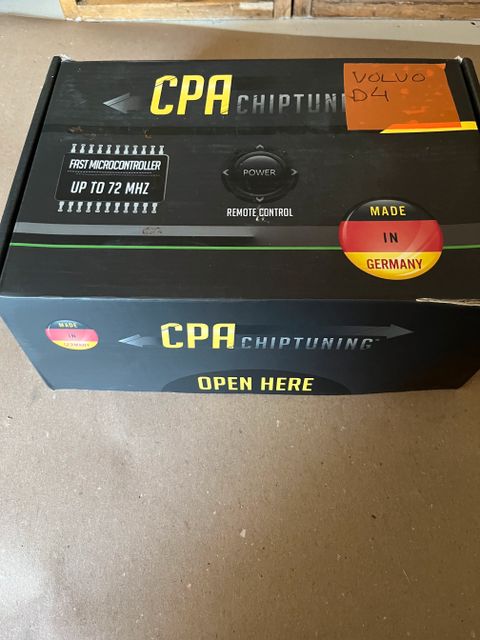 CPA CHIPTUNI
VOLVO
D4
FAST MICROCONTROLLER
UP TO 72 MHZ
POWER
REMOTE CONTROL
MADE
IN
GERMANY
MADE
IN
GERMANY
CPA CHIPTUNING
OPEN HERE